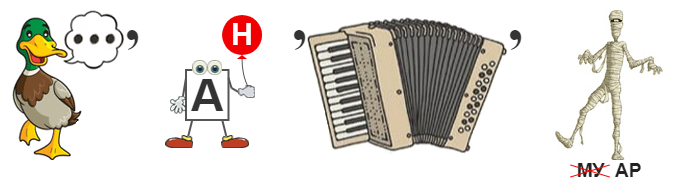 ... , А Н , ,
МУ АР